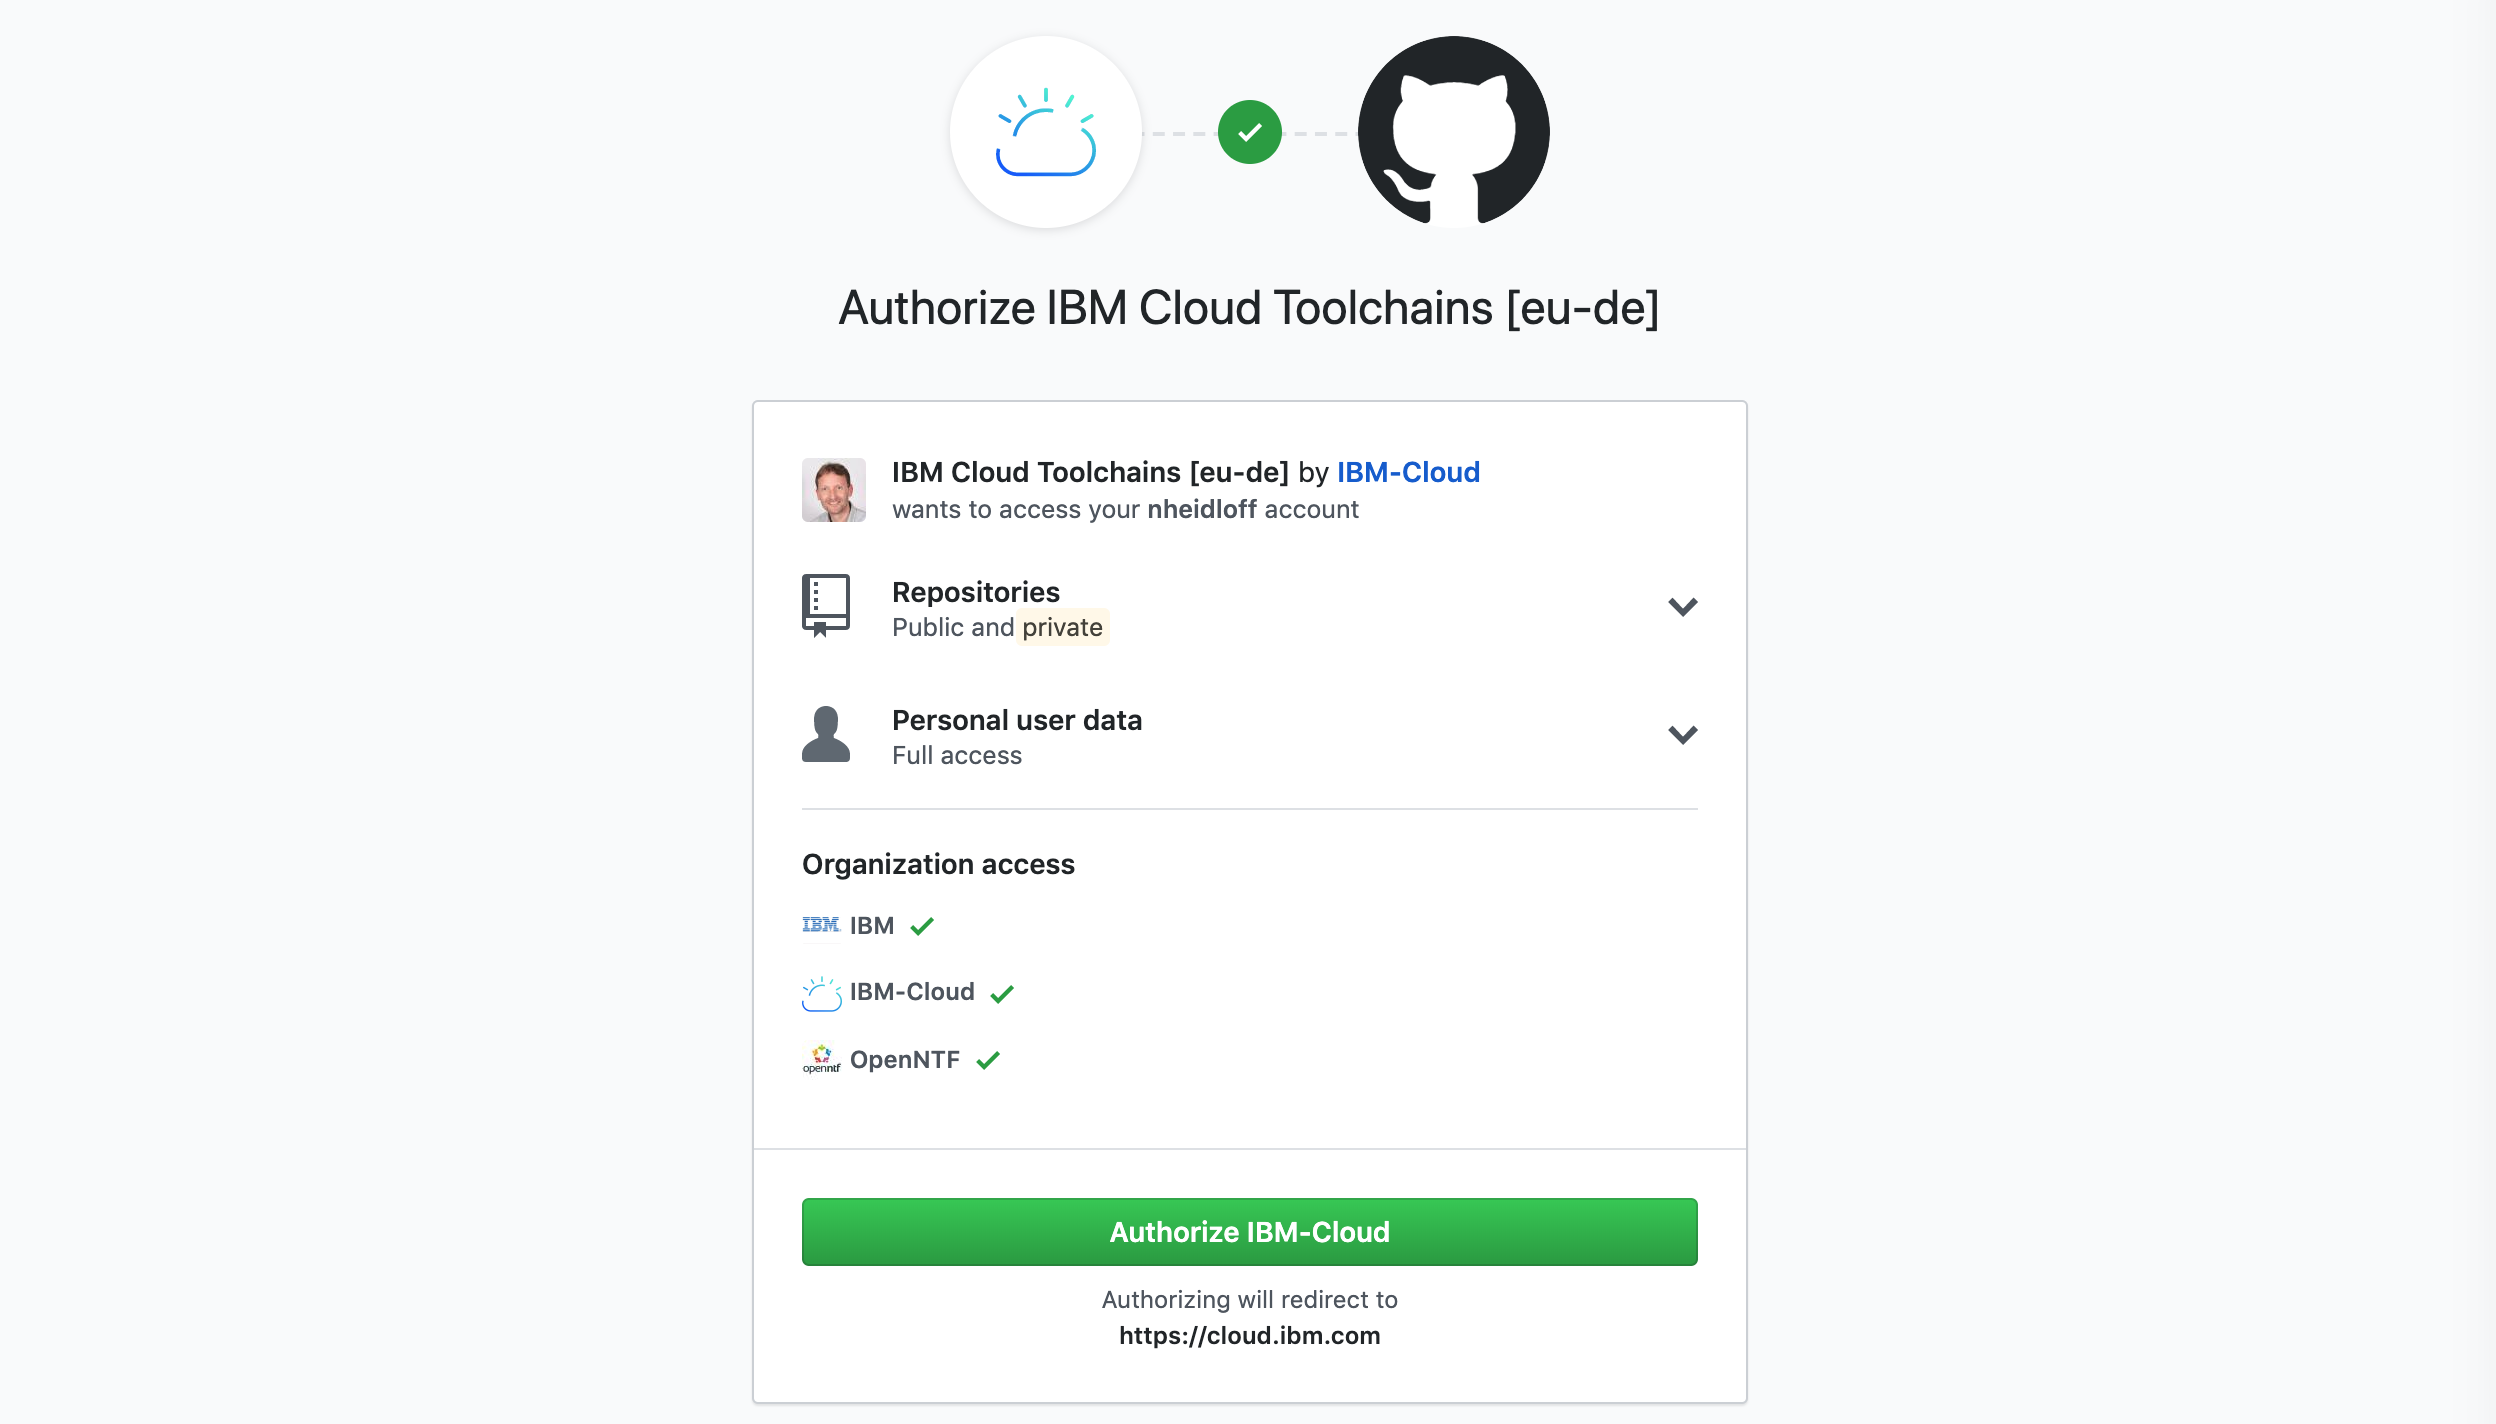 Authorize IBM Cloud Toolchains [eu-de]
IBM Cloud Toolchains [eu-de] by IBM-Cloud
wants to access your nheidloff account
Repositories
Public and private
Personal user data
Full access
Organization access
IBM IBM
IBM-Cloud
openntf OpenNTF
Authorize IBM-Cloud
Authorizing will redirect to
https://cloud.ibm.com